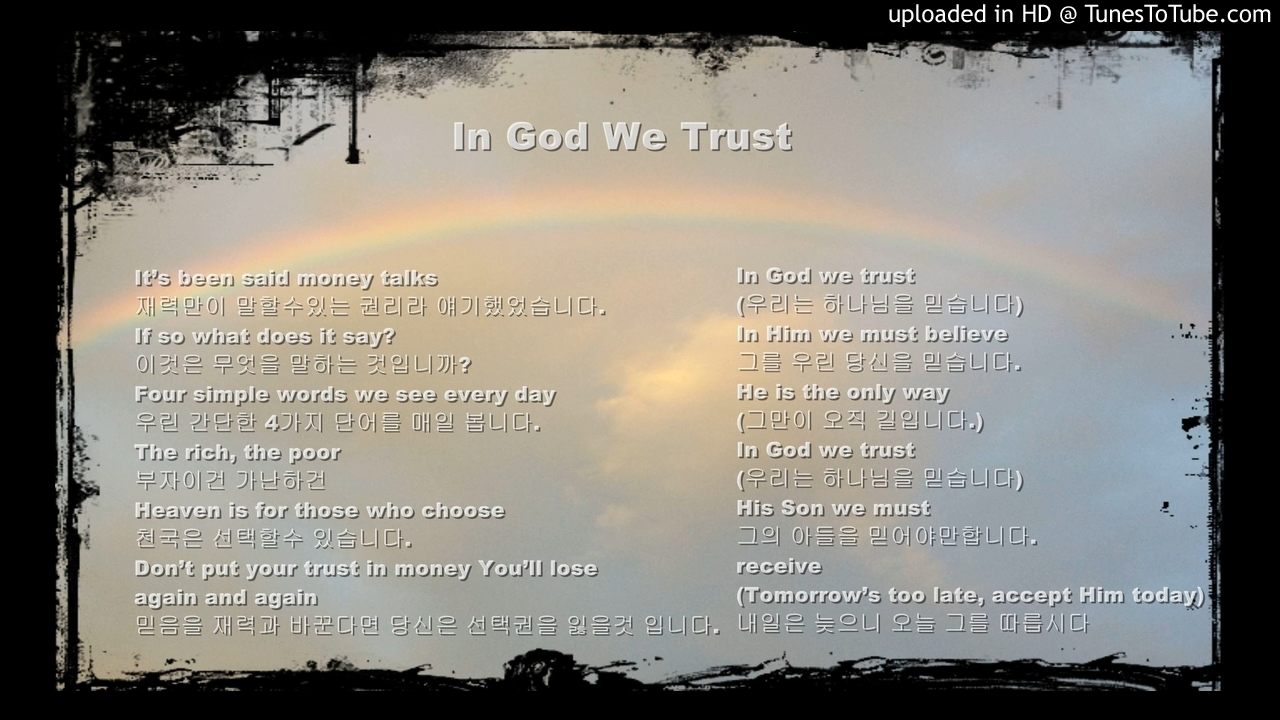 uploaded in HD @ TunesToTube.com
In God We Trust
It's been said money talks
재력만이 말할수있는 권리라 얘기했었습니다.
If so what does it say?
이것은 무엇을 말하는 것입니까?
Four simple words we see every day
우린 간단한 4가지 단어를 매일 봅니다.
The rich, the poor
부자이건 가난하건
Heaven is for those who choose
천국은 선택할수 있습니다.
Don't put your trust in money You'll lose
again and again
믿음을 재력과 바꾼다면 당신은 선택권을 잃을것 입니다.
In God we trust
(우리는 하나님을 믿습니다)
In Him we must believe
그를 우린 당신을 믿습니다.
He is the only way
(그만이 오직 길입니다.)
In God we trust
(우리는 하나님을 믿습니다)
His Son we must
그의 아들을 믿어야만합니다.
receive
(Tomorrow's too late, accept Him today)
내일은 늦으니 오늘 그를 따릅시다